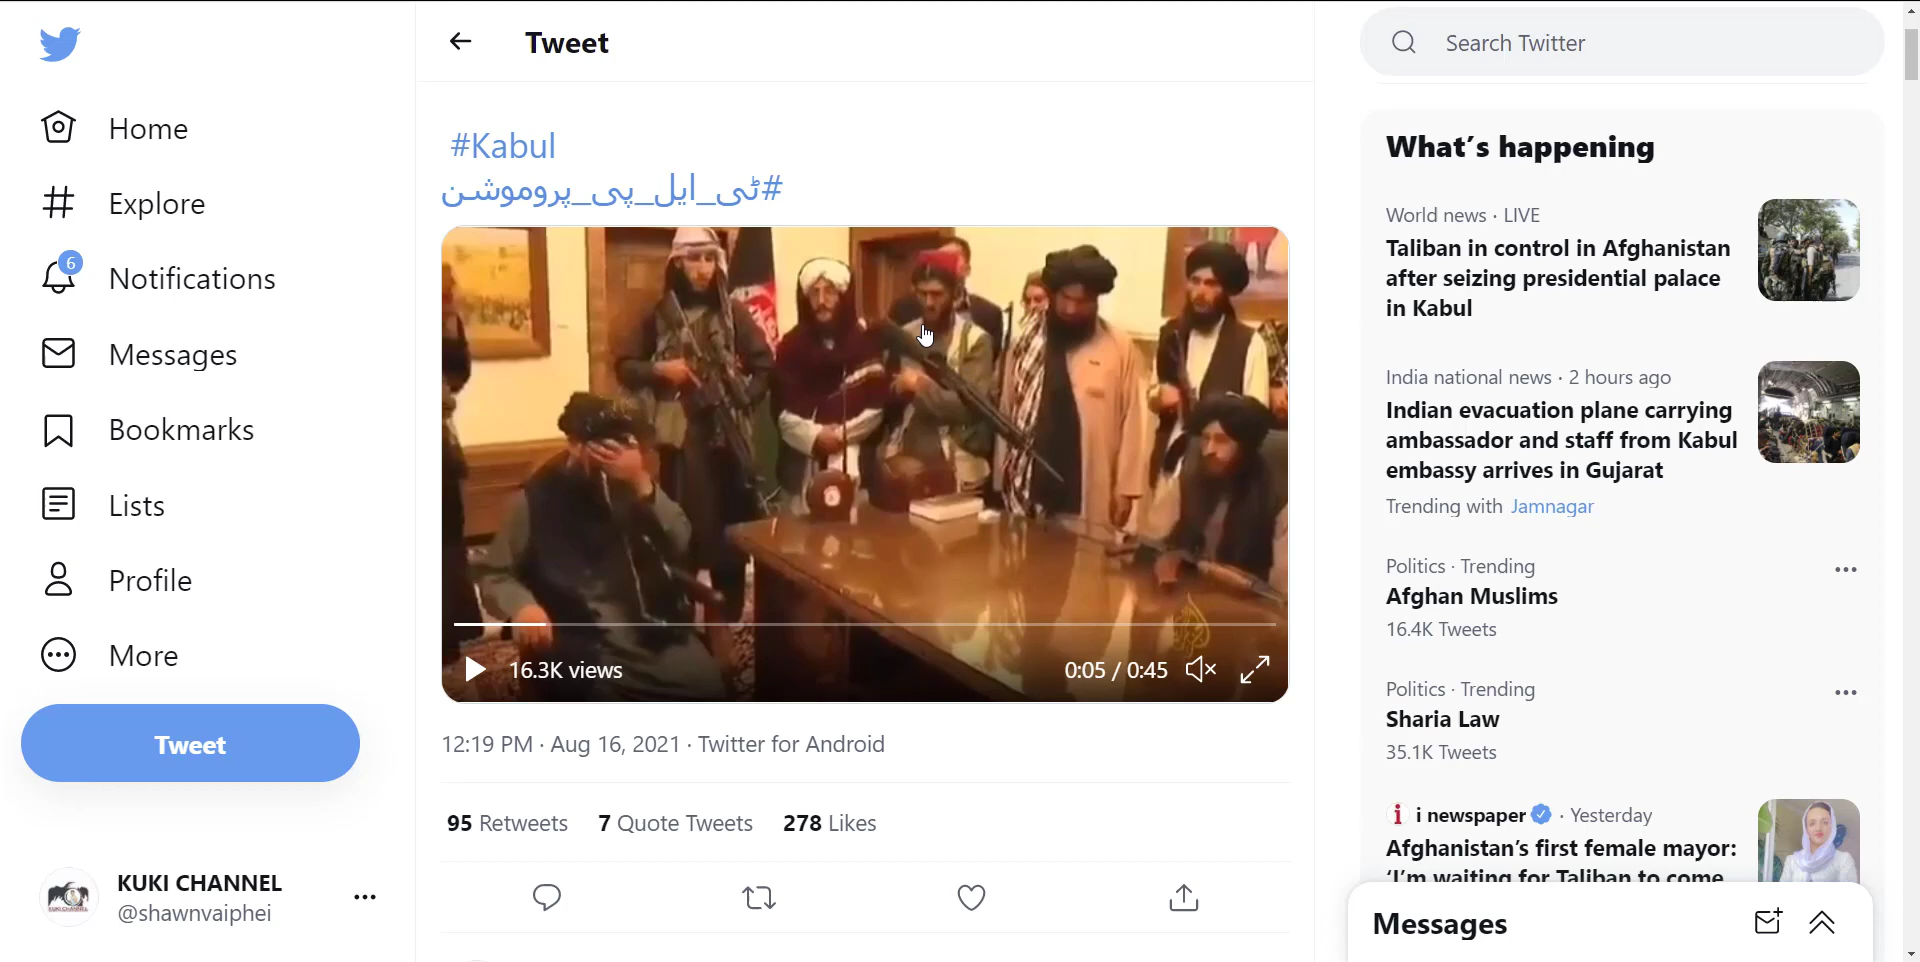 Home
Explore
6
Notifications
Messages
Bookmarks
Lists
Profile
More
Tweet
KUKI CHANNEL
@shawnvaiphei
Tweet
#Kabul
#ٹی_ایل_پی_پروموشن
16.3K views
0:05 / 0:45
12:19 PM · Aug 16, 2021 · Twitter for Android
95 Retweets 7 Quote Tweets 278 Likes
Search Twitter
What's happening
World news · LIVE
Taliban in control in Afghanistan
after seizing presidential palace
in Kabul
India national news · 2 hours ago
Indian evacuation plane carrying
ambassador and staff from Kabul
embassy arrives in Gujarat
Trending with Jamnagar
Politics · Trending
Afghan Muslims
16.4K Tweets
Politics · Trending
Sharia Law
35.1K Tweets
i i newspaper · Yesterday
Afghanistan's first female mayor:
'I'm waiting for Taliban to come
Messages